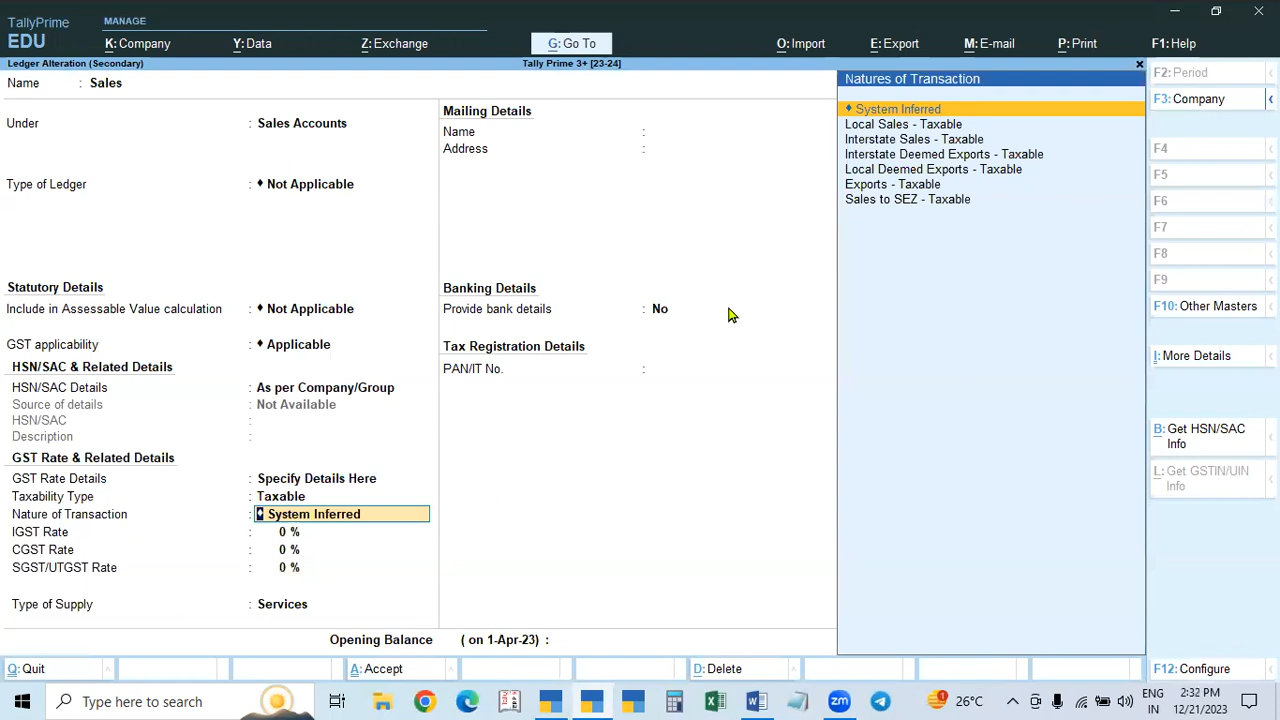 TallyPrime
EDU
MANAGE
K: Company
Y: Data
Z: Exchange
G: Go To
O: Import
E: Export
M: E-mail
P: Print
F1: Help
Ledger Alteration (Secondary)
Tally Prime 3+ [23-24]
Name : Sales
Under : Sales Accounts
Type of Ledger : ♦ Not Applicable
Statutory Details
Include in Assessable Value calculation : ♦ Not Applicable
GST applicability : ♦ Applicable
HSN/SAC & Related Details
HSN/SAC Details : As per Company/Group
Source of details : Not Available
HSN/SAC :
Description :
GST Rate & Related Details
GST Rate Details : Specify Details Here
Taxability Type : Taxable
Nature of Transaction : ♦ System Inferred
IGST Rate : 0 %
CGST Rate : 0 %
SGST/UTGST Rate : 0 %
Type of Supply : Services
Mailing Details
Name :
Address :
Banking Details
Provide bank details : No
Tax Registration Details
PAN/IT No. :
Opening Balance ( on 1-Apr-23) :
Natures of Transaction
♦ System Inferred
Local Sales - Taxable
Interstate Sales - Taxable
Interstate Deemed Exports - Taxable
Local Deemed Exports - Taxable
Exports - Taxable
Sales to SEZ - Taxable
F2: Period
F3: Company
F4
F5
F6
F7
F8
F9
F10: Other Masters
I: More Details
B: Get HSN/SAC
Info
L: Get GSTIN/UIN
Info
F12: Configure
Q: Quit
A: Accept
D: Delete
Type here to search
zm
26°C
ENG
IN
2:32 PM
12/21/2023